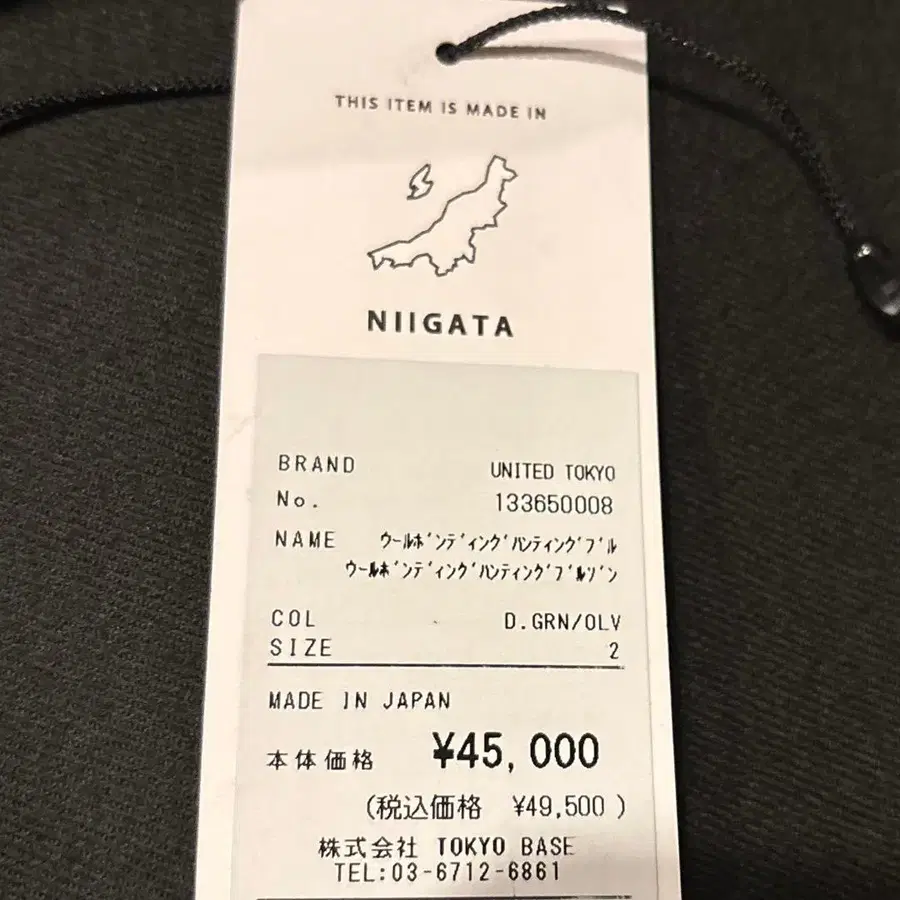 THIS ITEM IS MADE IN
NIIGATA
BRAND UNITED TOKYO
No. 133650008
NAME ウールボンディングハンティングブル
ウールボンディングハンティングブルゾン
COL D.GRN/OLV
SIZE 2
MADE IN JAPAN
本体価格 ¥45,000
(税込価格 ¥49,500 )
株式会社 TOKYO BASE
TEL:03-6712-6861